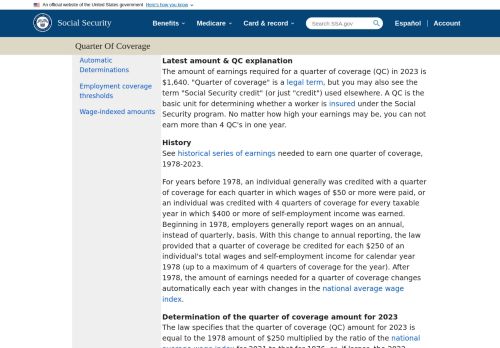 An official website of the United States government Here's how you know
Social Security
Benefits Medicare Card & record Search SSA.gov Español Account
Quarter Of Coverage
Automatic Determinations
Employment coverage thresholds
Wage-indexed amounts
Latest amount & QC explanation
The amount of earnings required for a quarter of coverage (QC) in 2023 is
$1,640. "Quarter of coverage" is a legal term, but you may also see the
term "Social Security credit" (or just "credit") used elsewhere. A QC is the
basic unit for determining whether a worker is insured under the Social
Security program. No matter how high your earnings may be, you can not
earn more than 4 QC's in one year.
History
See historical series of earnings needed to earn one quarter of coverage,
1978-2023.
For years before 1978, an individual generally was credited with a quarter
of coverage for each quarter in which wages of $50 or more were paid, or
an individual was credited with 4 quarters of coverage for every taxable
year in which $400 or more of self-employment income was earned.
Beginning in 1978, employers generally report wages on an annual,
instead of quarterly, basis. With this change to annual reporting, the law
provided that a quarter of coverage be credited for each $250 of an
individual's total wages and self-employment income for calendar year
1978 (up to a maximum of 4 quarters of coverage for the year). After
1978, the amount of earnings needed for a quarter of coverage changes
automatically each year with changes in the national average wage
index.
Determination of the quarter of coverage amount for 2023
The law specifies that the quarter of coverage (QC) amount for 2023 is
equal to the 1978 amount of $250 multiplied by the ratio of the national
average wage index for 2021 to that for 1976, or, if larger, the 2022